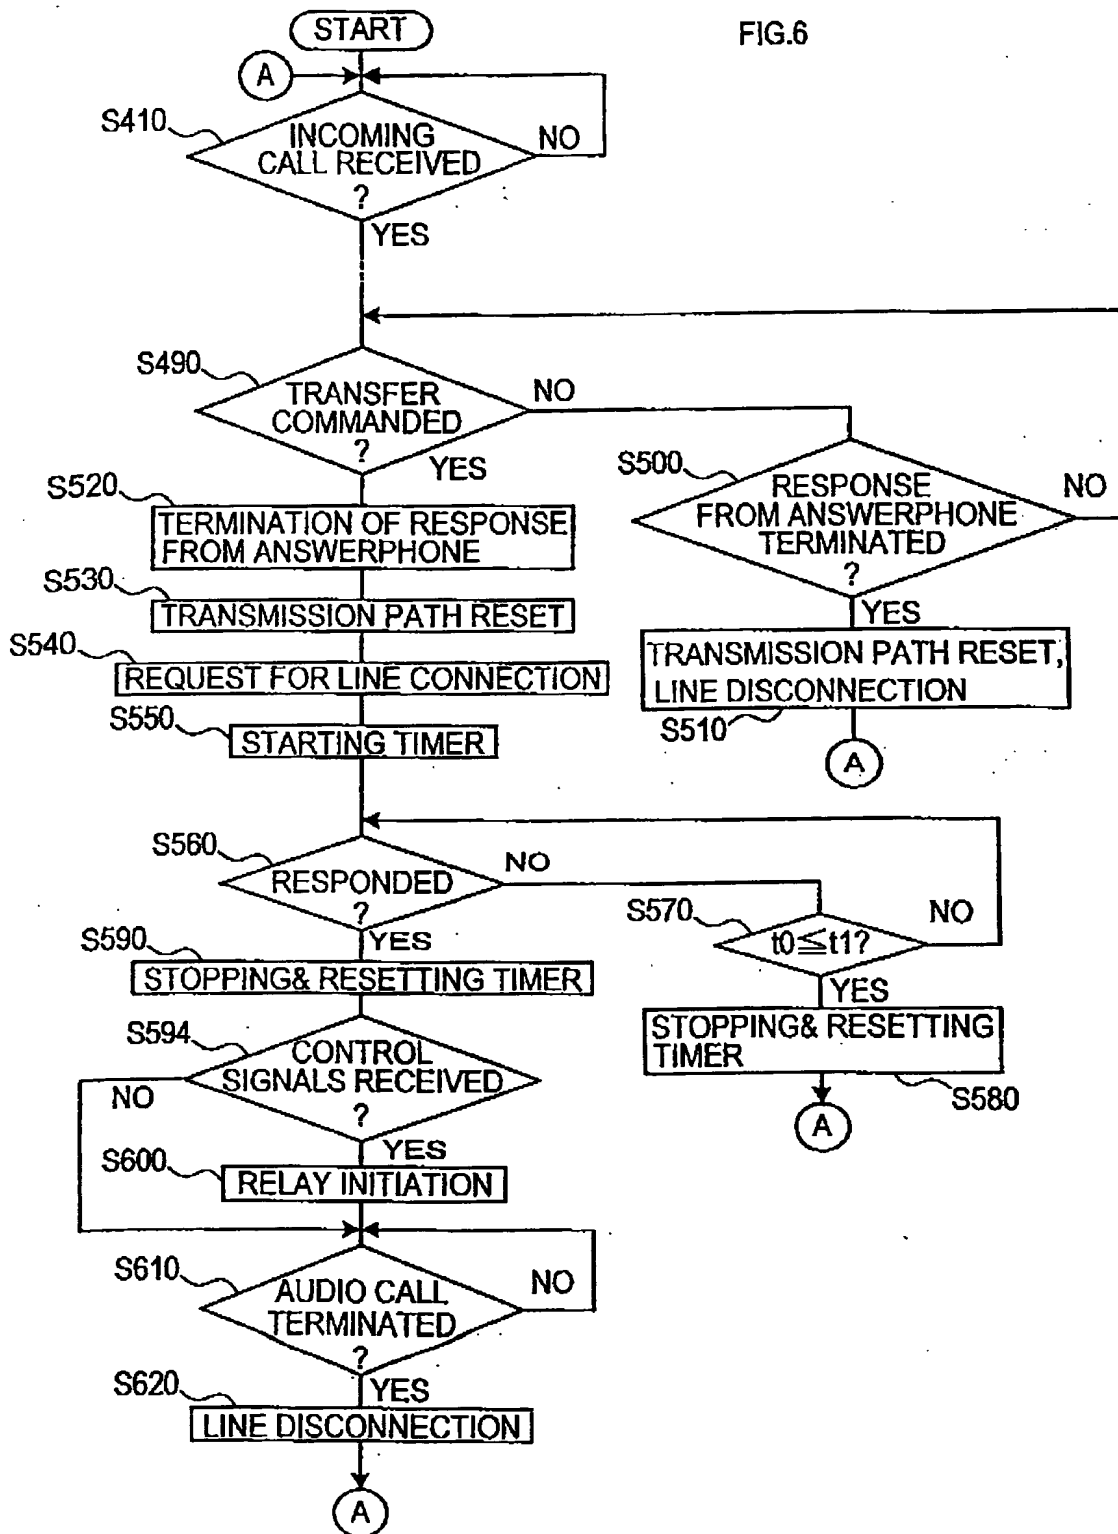 START
FIG.6
A
S410
INCOMING
CALL RECEIVED
?
NO
YES
S490
TRANSFER
COMMANDED
?
NO
YES
S500
RESPONSE
FROM ANSWERPHONE
TERMINATED
?
NO
YES
S520
TERMINATION OF RESPONSE
FROM ANSWERPHONE
S530
TRANSMISSION PATH RESET
S540
REQUEST FOR LINE CONNECTION
S550
STARTING TIMER
TRANSMISSION PATH RESET,
LINE DISCONNECTION
S510
A
S560
RESPONDED
?
NO
YES
S570
t0≦t1?
NO
YES
S590
STOPPING& RESETTING TIMER
STOPPING& RESETTING
TIMER
S580
A
S594
CONTROL
SIGNALS RECEIVED
?
NO
YES
S600
RELAY INITIATION
S610
AUDIO CALL
TERMINATED
?
NO
YES
S620
LINE DISCONNECTION
A